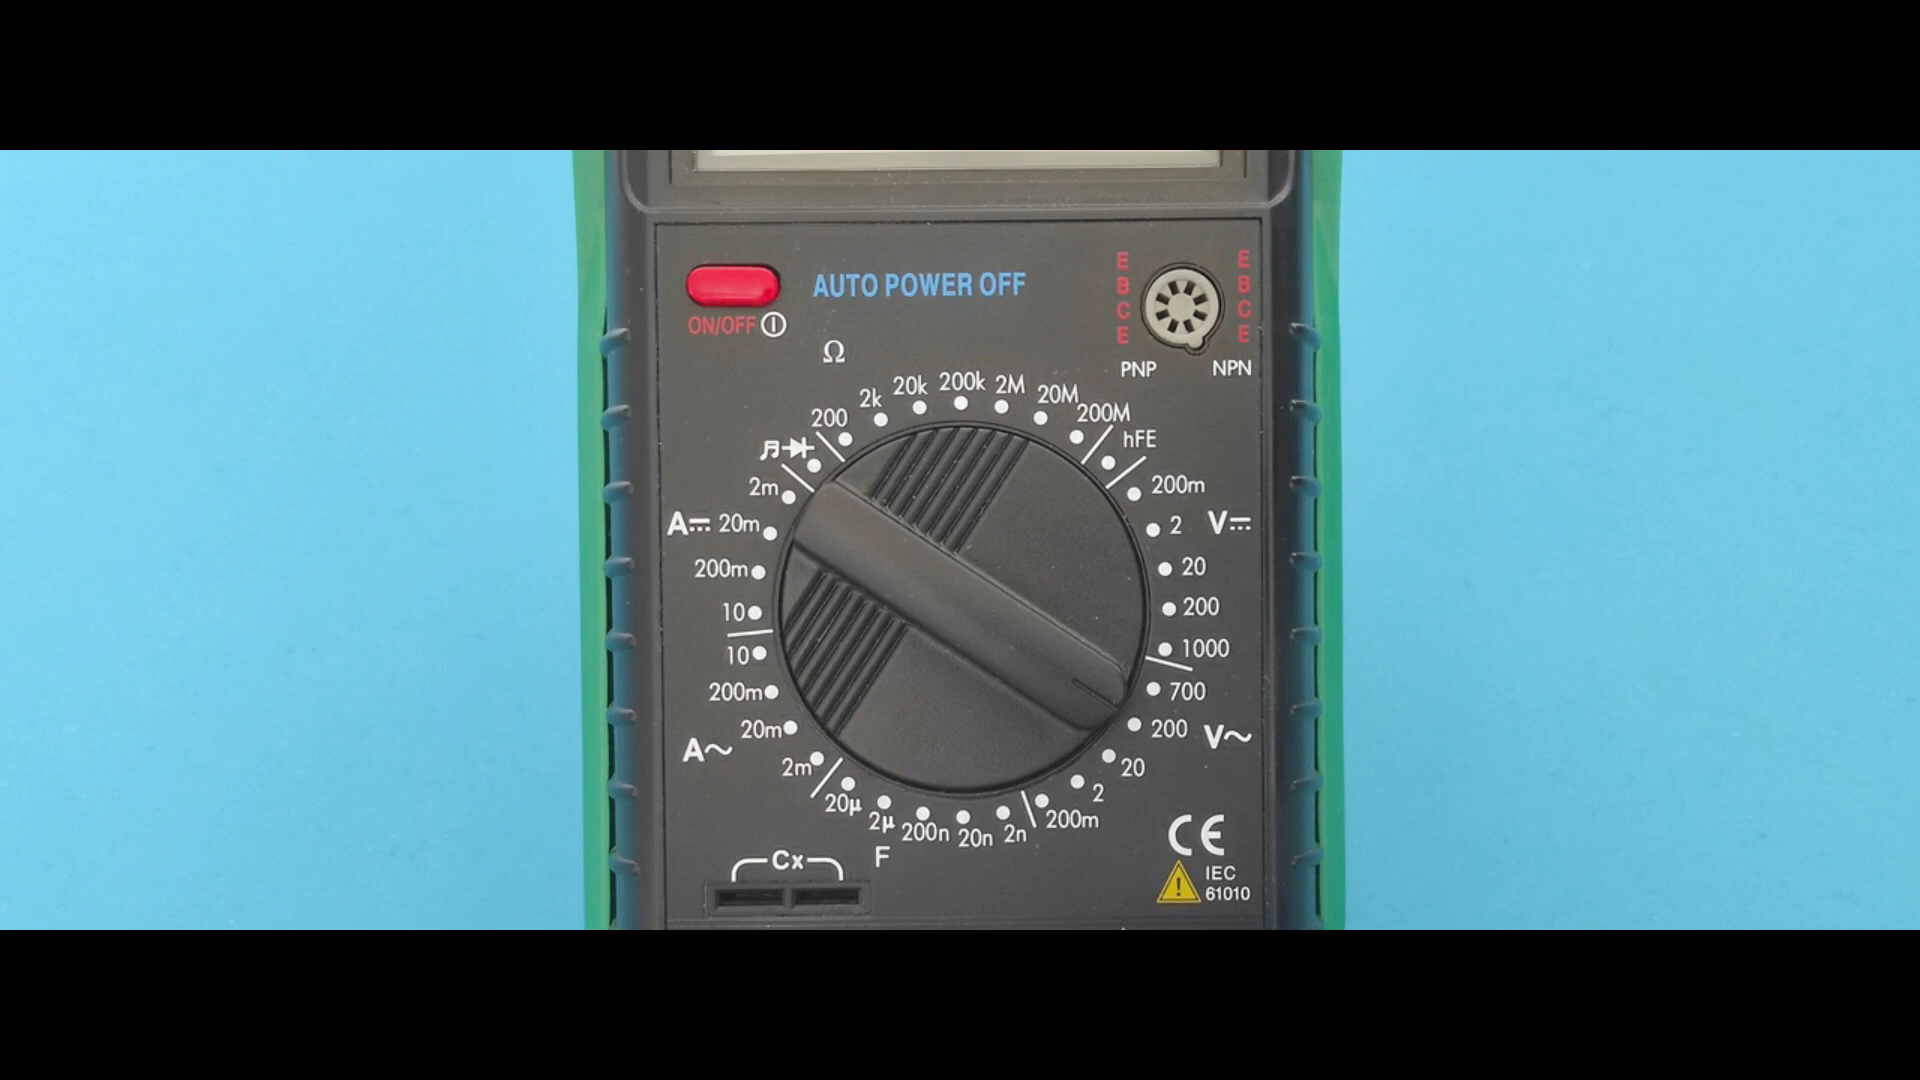 AUTO POWER OFF
ON/OFF
E
B
C
E
E
B
C
E
PNP
NPN
Ω
200
2k
20k
200k
2M
20M
200M
hFE
2m
A⎓
20m
200m
10
200m
2
V⎓
20
200
1000
10
200m
20m
A~
2m
700
200
V~
20
2
200m
20µ
2µ
200n
20n
2n
F
Cx
CE
IEC
61010